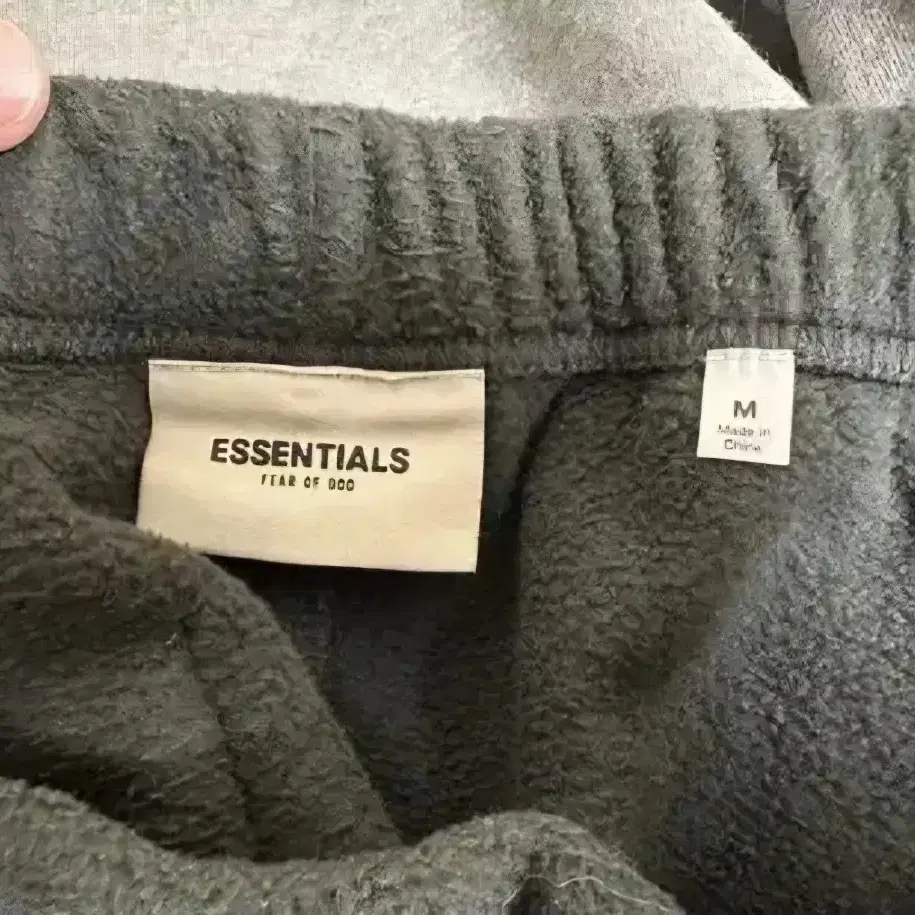 ESSENTIALS
FEAR OF GOD
M
Made in
China